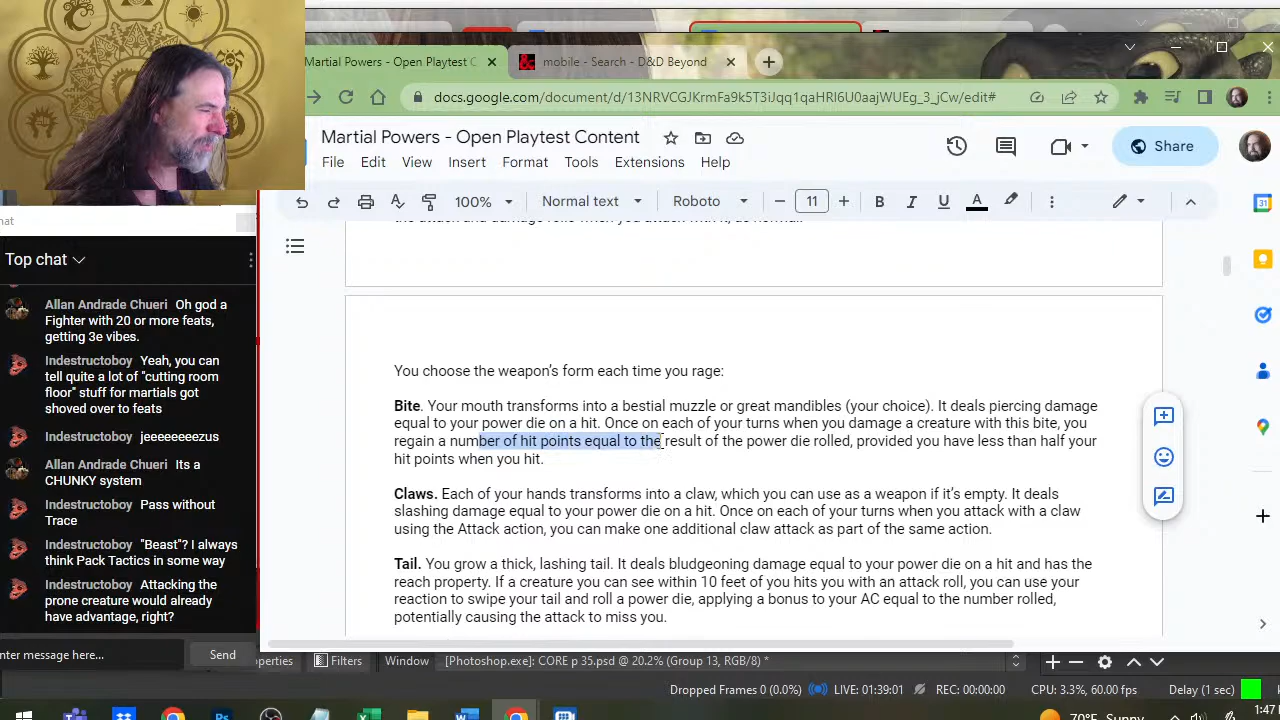 Martial Powers - Open Playtest C
mobile - Search - D&D Beyond
docs.google.com/document/d/13NRVCGJKrmFa9k5T3iJqq1qaHRl6U0aajWUEg_3_jCw/edit#
Martial Powers - Open Playtest Content
File Edit View Insert Format Tools Extensions Help
Share
100% Normal text Roboto 11 B I U A
31
You choose the weapon's form each time you rage:
Bite. Your mouth transforms into a bestial muzzle or great mandibles (your choice). It deals piercing damage
equal to your power die on a hit. Once on each of your turns when you damage a creature with this bite, you
regain a number of hit points equal to the result of the power die rolled, provided you have less than half your
hit points when you hit.
Claws. Each of your hands transforms into a claw, which you can use as a weapon if it's empty. It deals
slashing damage equal to your power die on a hit. Once on each of your turns when you attack with a claw
using the Attack action, you can make one additional claw attack as part of the same action.
Tail. You grow a thick, lashing tail. It deals bludgeoning damage equal to your power die on a hit and has the
reach property. If a creature you can see within 10 feet of you hits you with an attack roll, you can use your
reaction to swipe your tail and roll a power die, applying a bonus to your AC equal to the number rolled,
potentially causing the attack to miss you.
hat
Top chat
Allan Andrade Chueri Oh god a
Fighter with 20 or more feats,
getting 3e vibes.
Indestructoboy Yeah, you can
tell quite a lot of "cutting room
floor" stuff for martials got
shoved over to feats
Indestructoboy jeeeeeeezus
Indestructoboy Its a
CHUNKY system
Indestructoboy Pass without
Trace
Indestructoboy "Beast"? I always
think Pack Tactics in some way
Indestructoboy Attacking the
prone creature would already
have advantage, right?
nter message here...
Send
operties Filters Window [Photoshop.exe]: CORE p 35.psd @ 20.2% (Group 13, RGB/8) *
Dropped Frames 0 (0.0%) LIVE: 01:39:01 REC: 00:00:00 CPU: 3.3%, 60.00 fps Delay (1 sec)
70°F Sunny
1:47